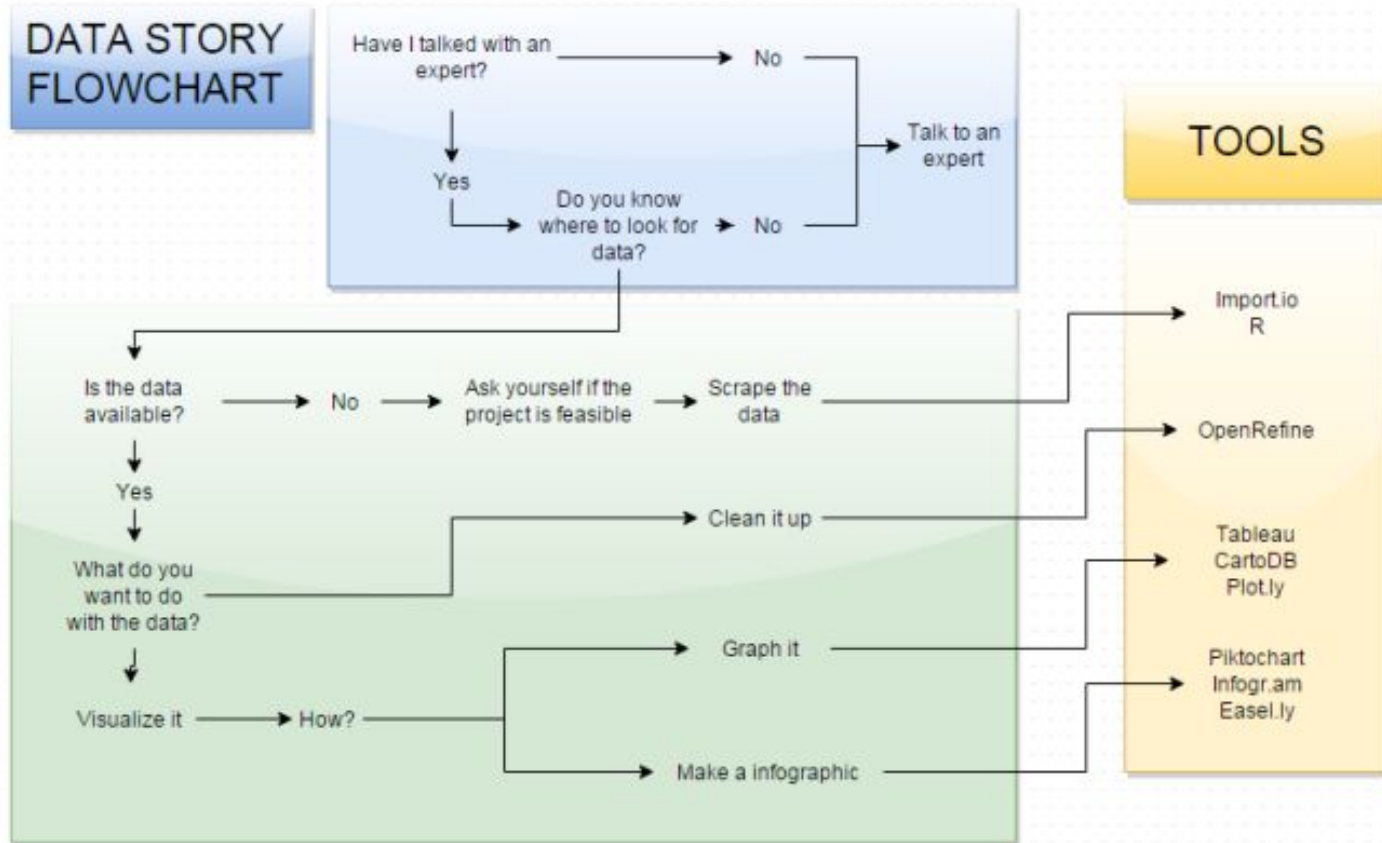 DATA STORY
FLOWCHART
Have I talked with an
expert?
No
Talk to an
expert
Yes
Do you know
where to look for
data?
No
Is the data
available?
No
Ask yourself if the
project is feasible
Scrape the
data
Yes
Clean it up
What do you
want to do
with the data?
Graph it
Visualize it
How?
Make a infographic
TOOLS
Import.io
R
OpenRefine
Tableau
CartoDB
Plot.ly
Piktochart
Infogr.am
Easel.ly